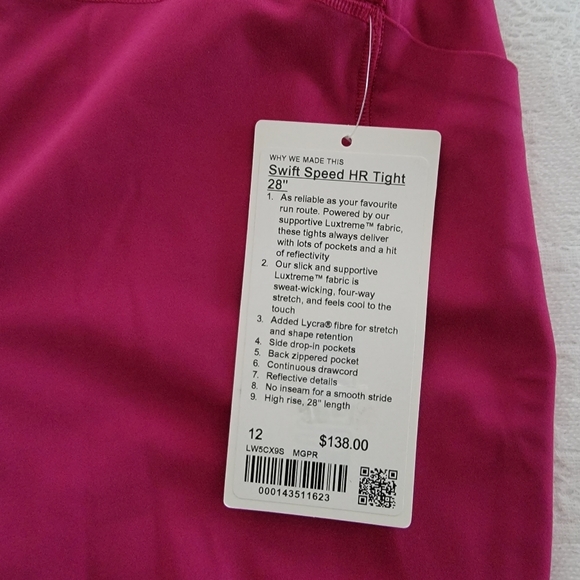 WHY WE MADE THIS
Swift Speed HR Tight
28"
1. As reliable as your favourite
run route. Powered by our
supportive Luxtreme™ fabric,
these tights always deliver
with lots of pockets and a hit
of reflectivity
2. Our slick and supportive
Luxtreme™ fabric is
sweat-wicking, four-way
stretch, and feels cool to the
touch
3. Added Lycra® fibre for stretch
and shape retention
4. Side drop-in pockets
5. Back zippered pocket
6. Continuous drawcord
7. Reflective details
8. No inseam for a smooth stride
9. High rise, 28" length
12 $138.00
LW5CX9S MGPR
000143511623